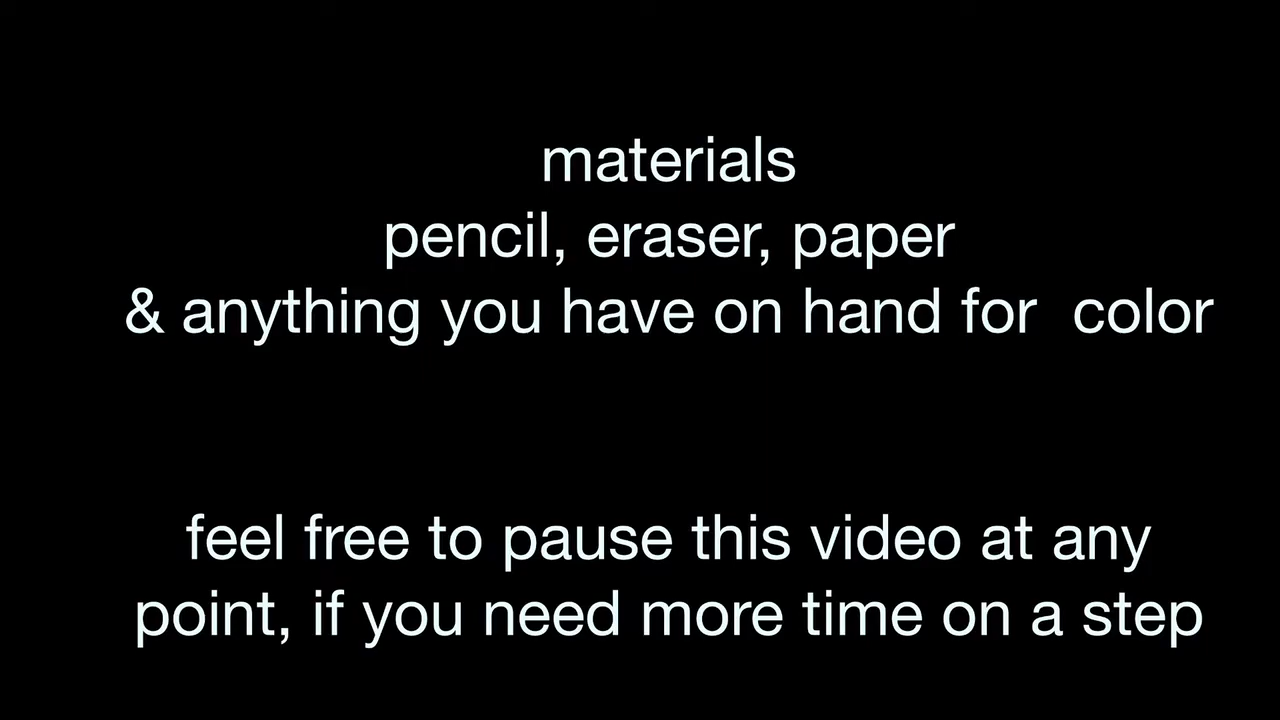 materials
pencil, eraser, paper
& anything you have on hand for  color
feel free to pause this video at any
point, if you need more time on a step